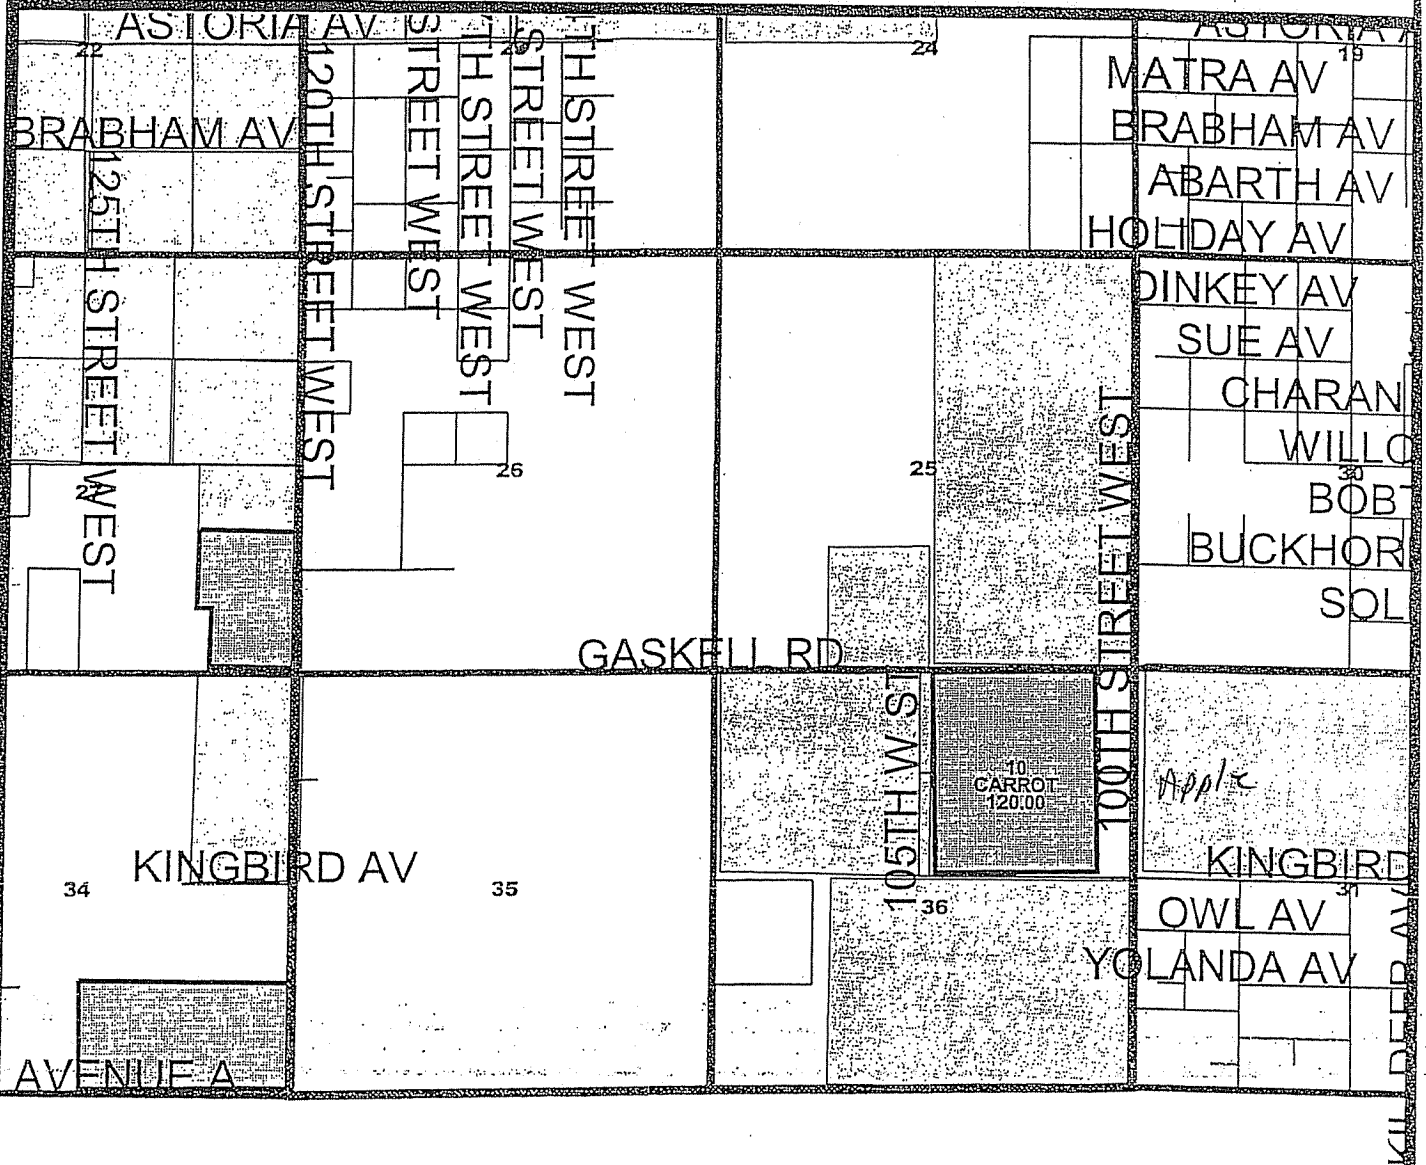 ASTORIA AV
22
24
19
MATRA AV
BRABHAM AV
BRABHAM AV
ABARTH AV
HOLIDAY AV
125TH STREET WEST
120TH STREET WEST
STREET WEST
TH STREET WEST
STREET WEST
TH STREET WEST
DINKEY AV
SUE AV
CHARAN
WILLO
30
BOB
BUCKHOR
SOL
26
25
27
100TH STREET WEST
GASKELL RD
105TH W ST
10
CARROT
120.00
Apple
KINGBIRD AV
KINGBIRD
34
35
36
31
OWL AV
YOLANDA AV
DEER AV
AVENUE A